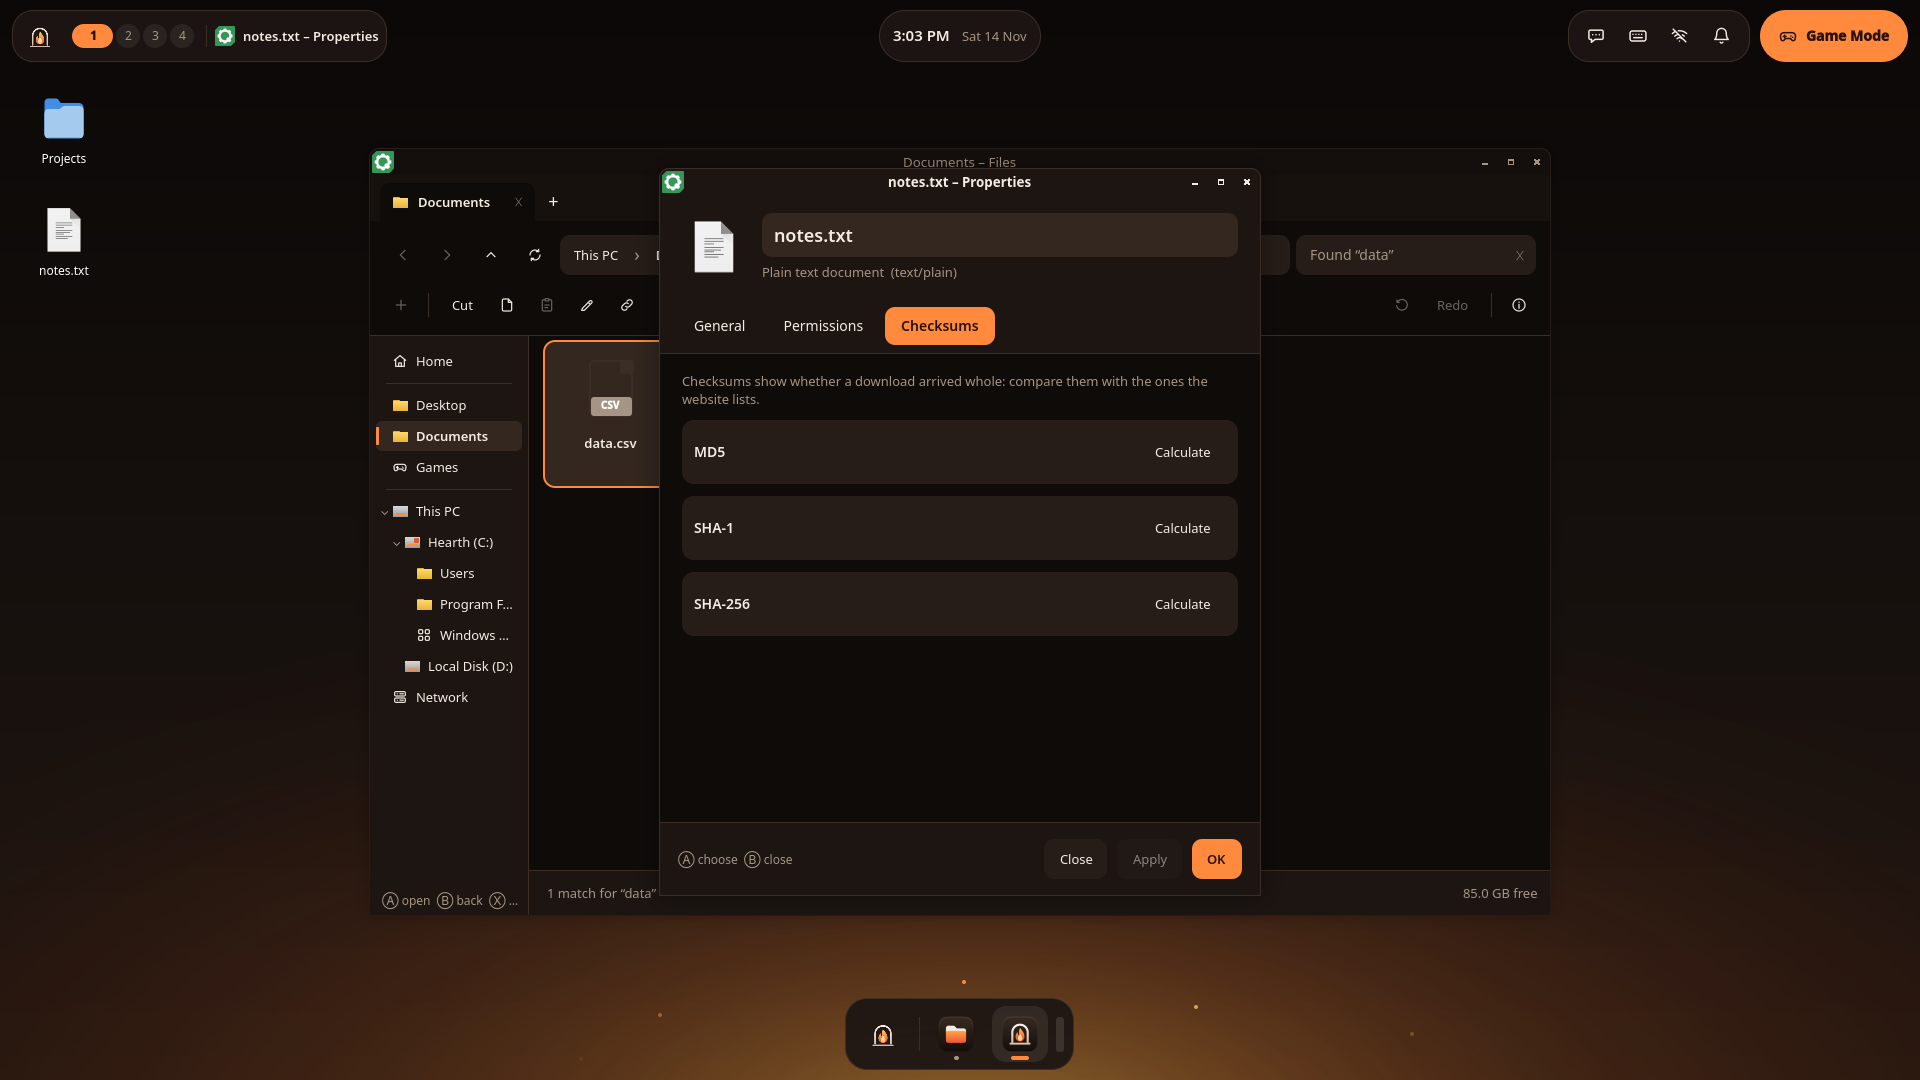 1 2 3 4 notes.txt – Properties
3:03 PM Sat 14 Nov
Game Mode
Projects
notes.txt
Documents – Files
Documents X +
This PC › D
Found “data” X
Cut
Redo
Home
Desktop
Documents
Games
This PC
Hearth (C:)
Users
Program F...
Windows ...
Local Disk (D:)
Network
A open B back X ...
CSV
data.csv
1 match for “data”
85.0 GB free
notes.txt – Properties
notes.txt
Plain text document (text/plain)
General Permissions Checksums
Checksums show whether a download arrived whole: compare them with the ones the
website lists.
MD5 Calculate
SHA-1 Calculate
SHA-256 Calculate
A choose B close
Close Apply OK